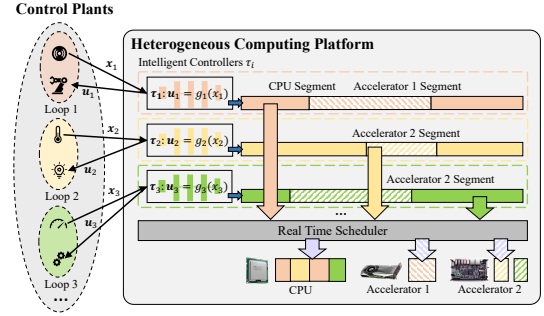 Control Plants
Heterogeneous Computing Platform
Intelligent Controllers τᵢ
x₁
τ₁: u₁ = g₁(x₁)
CPU Segment
Accelerator 1 Segment
u₁
Loop 1
x₂
τ₂: u₂ = g₂(x₂)
Accelerator 2 Segment
u₂
Loop 2
x₃
τ₃: u₃ = g₃(x₃)
Accelerator 2 Segment
u₃
...
Real Time Scheduler
Loop 3
...
CPU
Accelerator 1
Accelerator 2